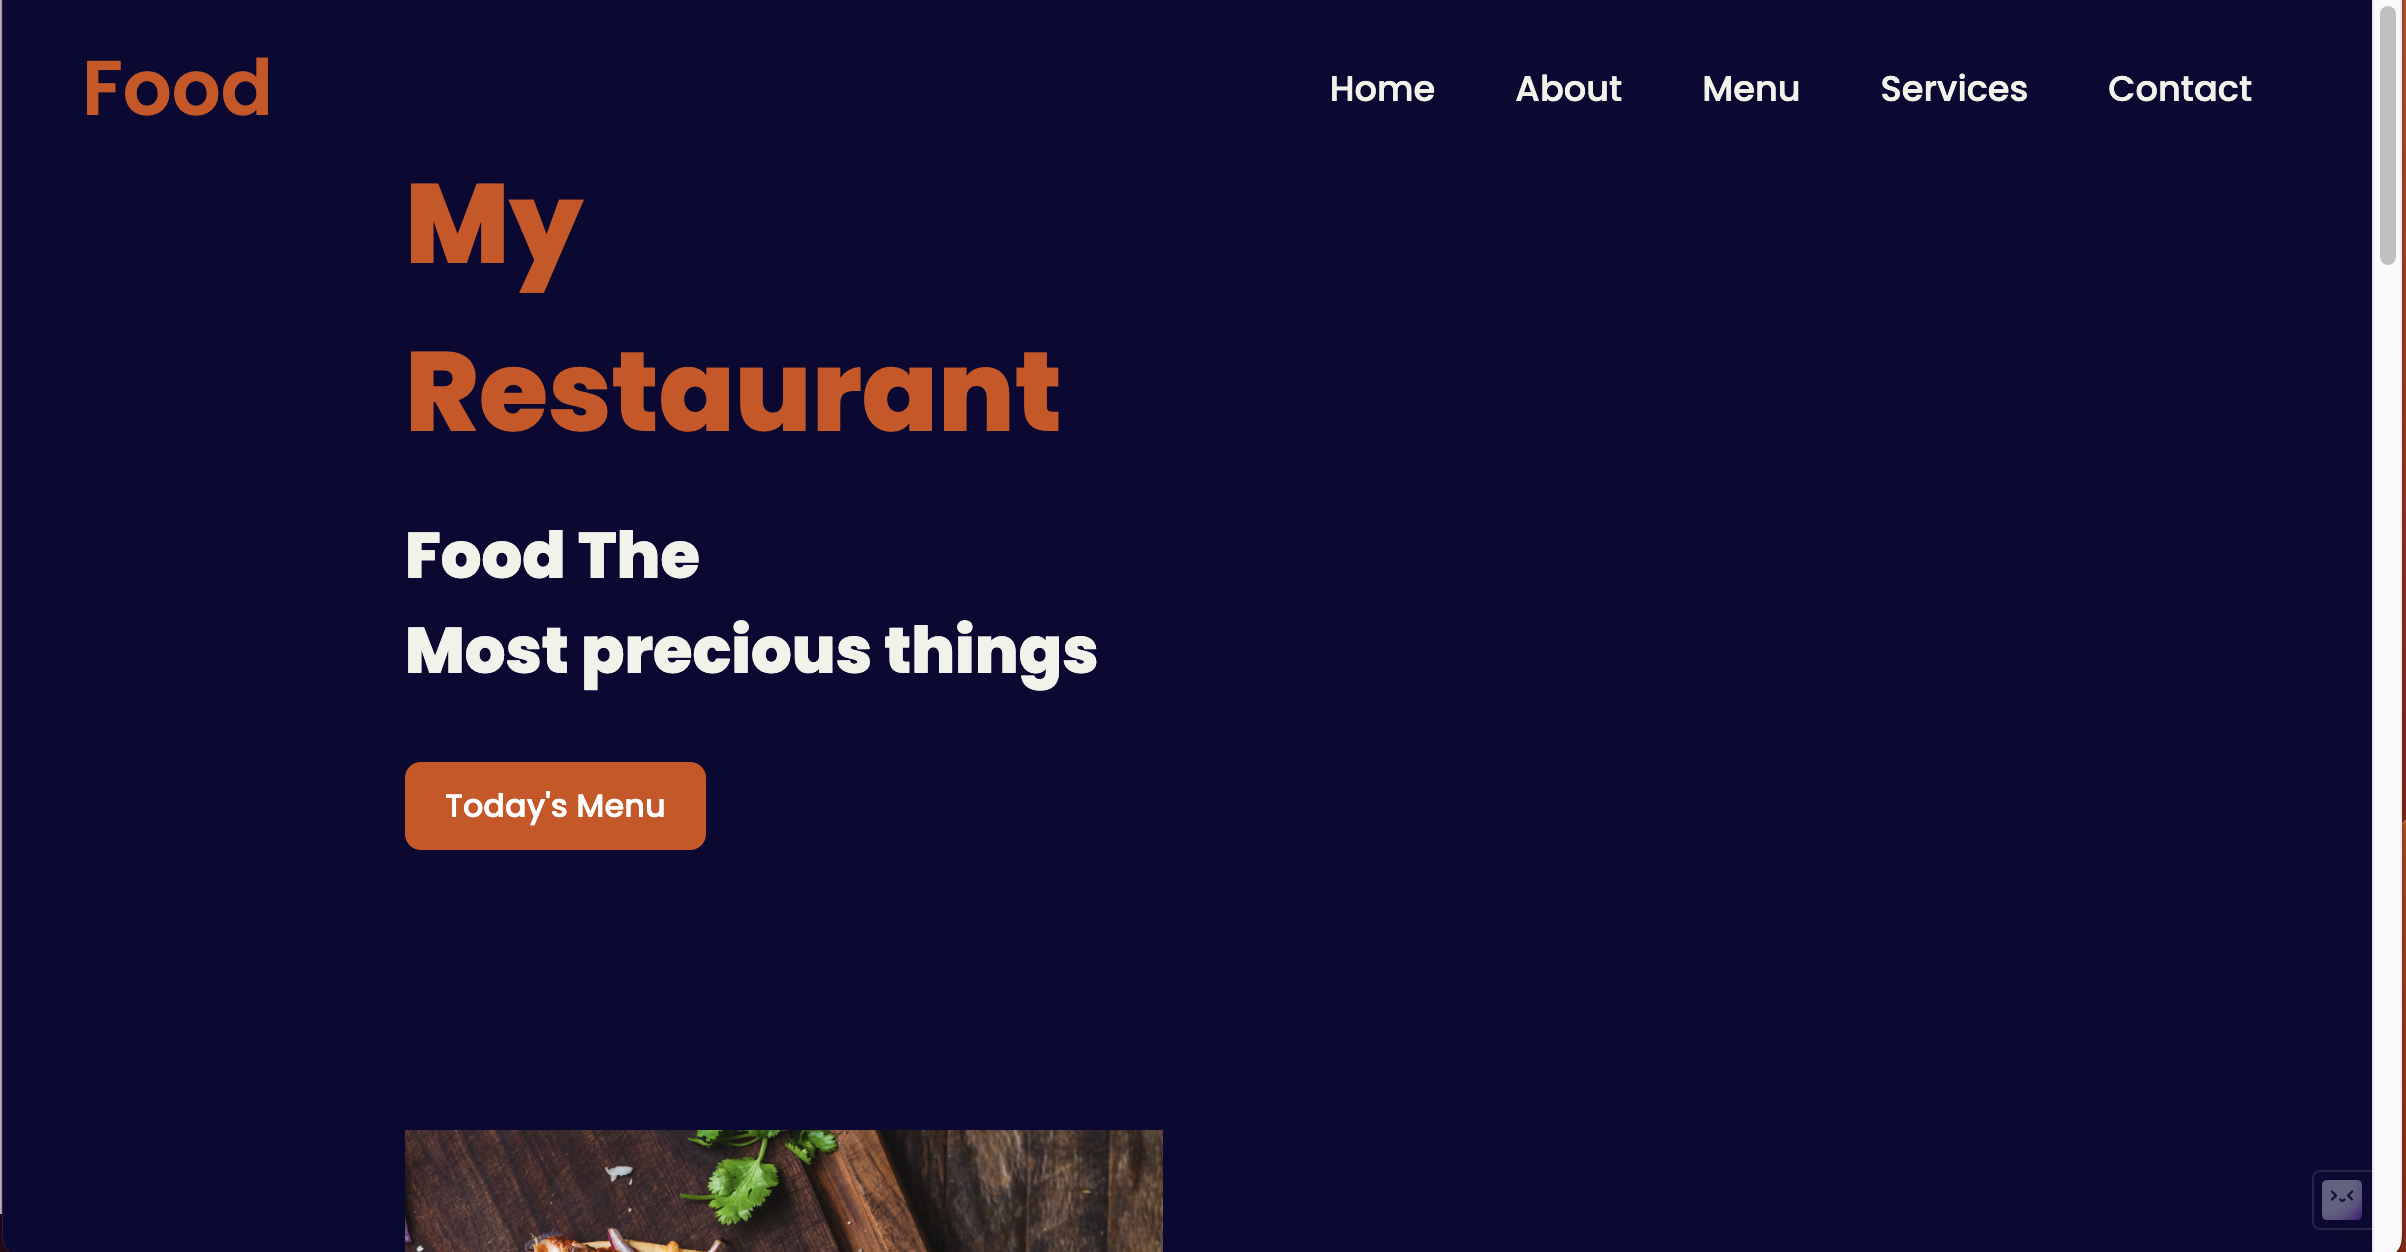 Food
Home About Menu Services Contact
My
Restaurant
Food The
Most precious things
Today's Menu